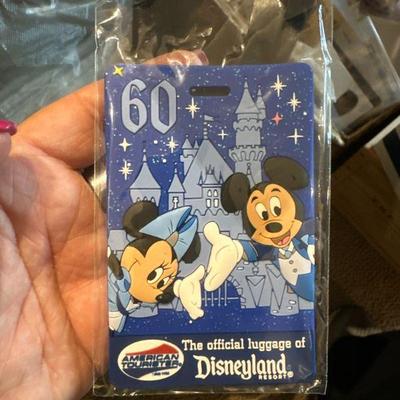 60
The official luggage of
AMERICAN
TOURISTER
Disneyland
RESORT®